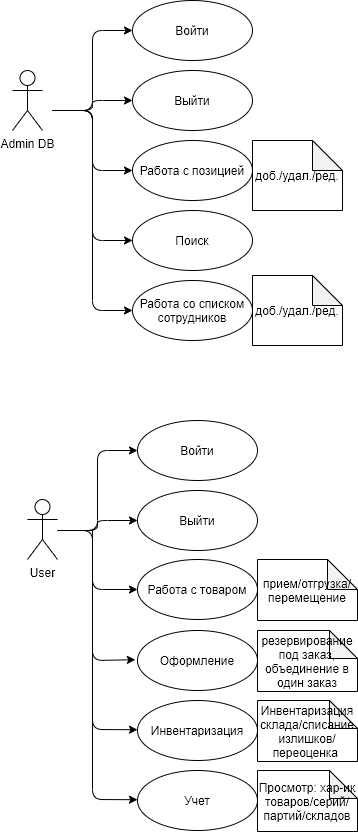 Войти
Выйти
Admin DB
Работа с позицией
доб./удал./ред.
Поиск
Работа со списком
сотрудников
доб./удал./ред.
Войти
Выйти
User
Работа с товаром
прием/отгрузка/
перемещение
Оформление
резервирование
под заказ,
объединение в
один заказ
Инвентаризация
Инвентаризация
склада/списание
излишков/
переоценка
Учет
Просмотр: хар-ик
товаров/серий/
партий/складов